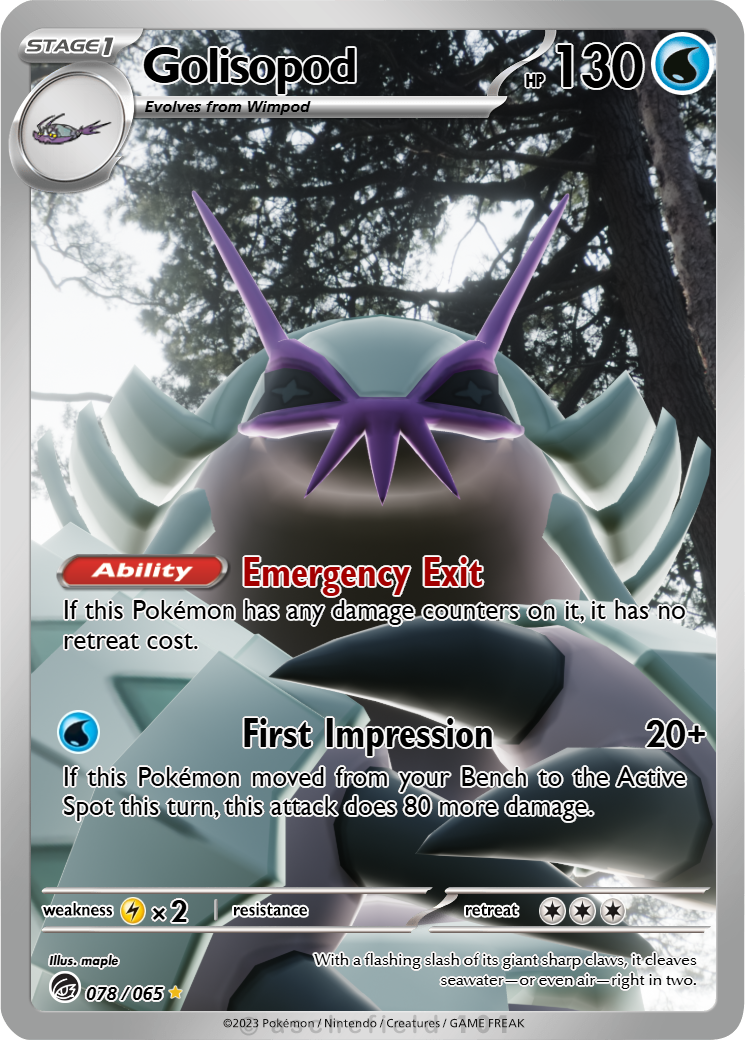 STAGE1
Golisopod
HP 130
Evolves from Wimpod
Ability Emergency Exit
If this Pokémon has any damage counters on it, it has no
retreat cost.
First Impression 20+
If this Pokémon moved from your Bench to the Active
Spot this turn, this attack does 80 more damage.
weakness ×2 resistance retreat
Illus. maple
With a flashing slash of its giant sharp claws, it cleaves
seawater—or even air—right in two.
078 / 065
©2023 Pokémon / Nintendo / Creatures / GAME FREAK